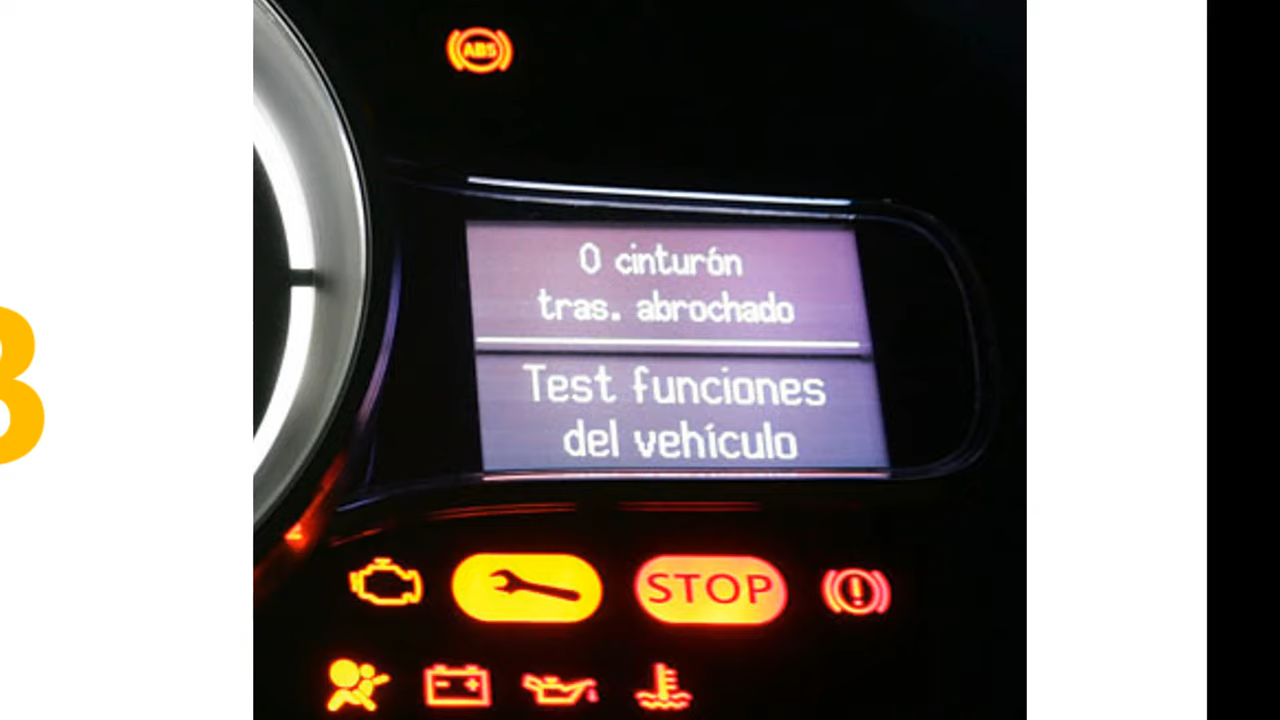 ABS
0 cinturón
tras. abrochado
Test funciones
del vehículo
STOP